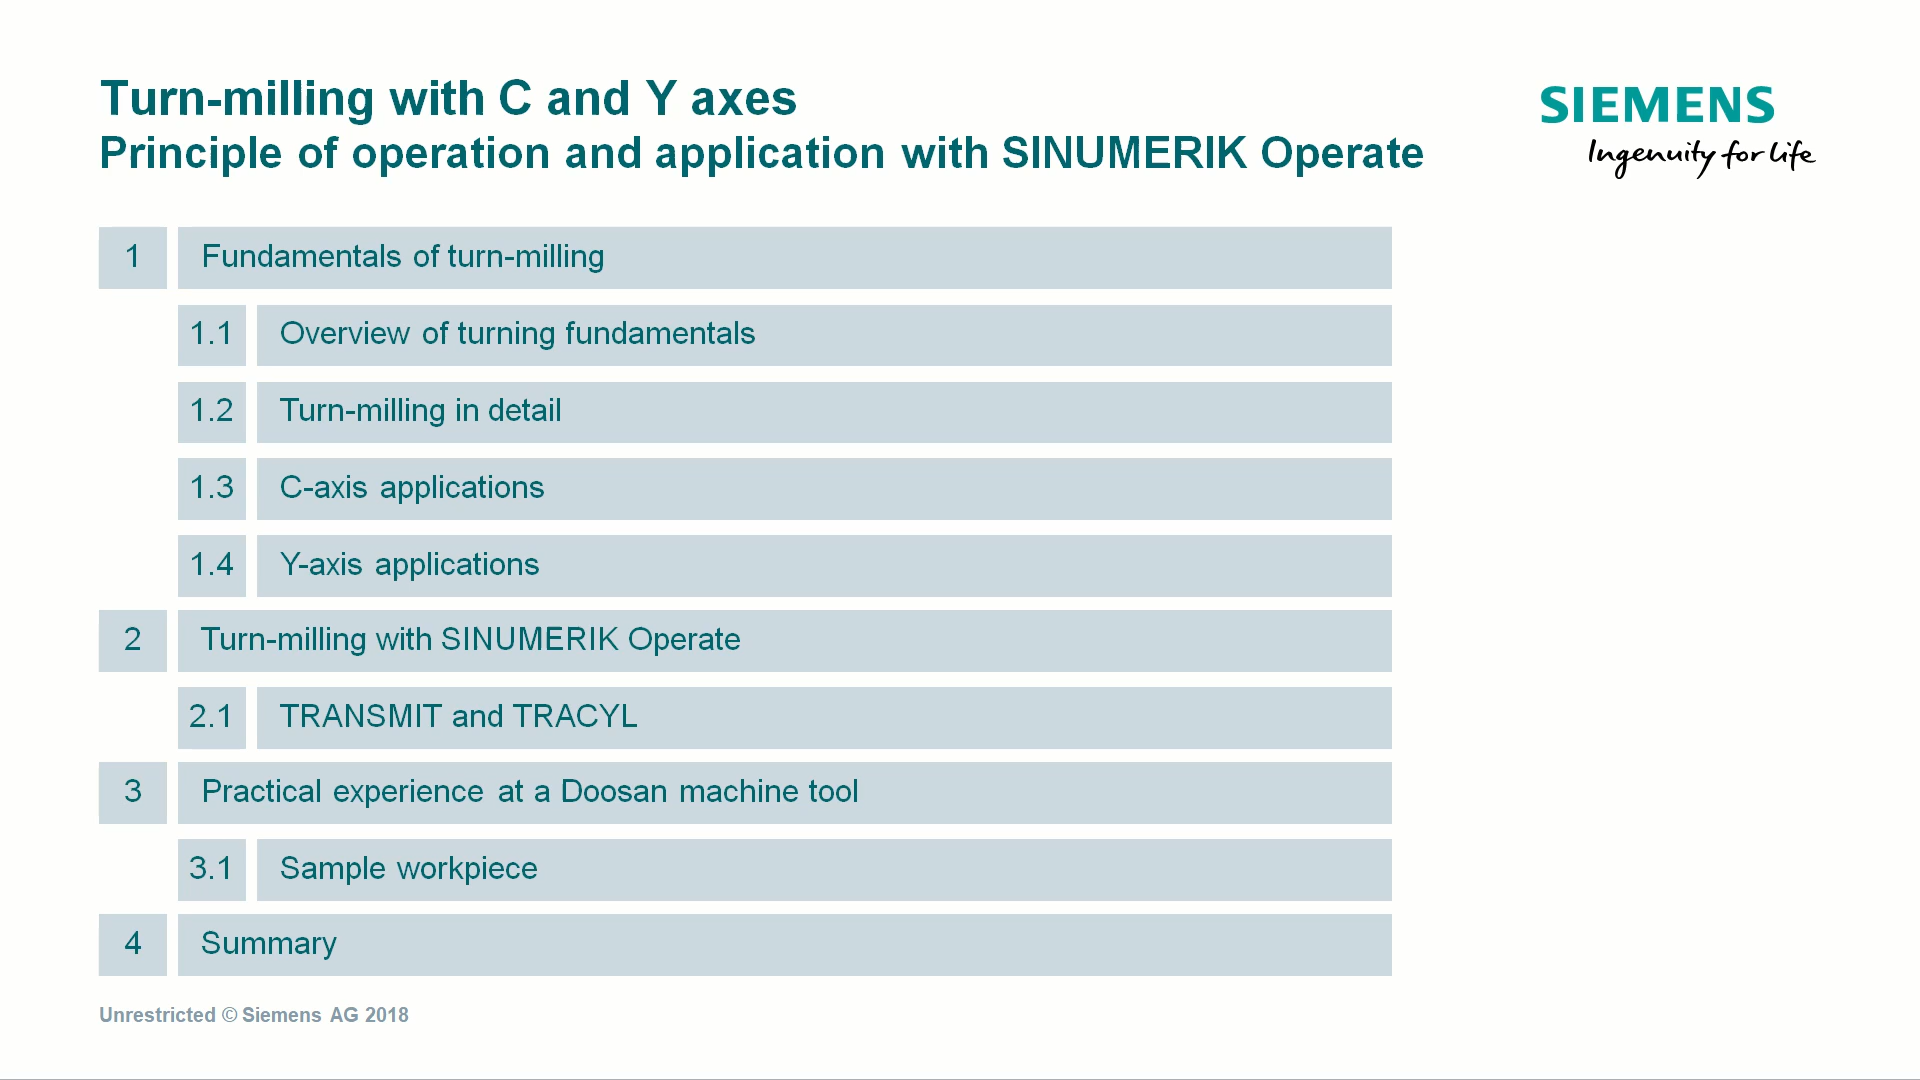 Turn-milling with C and Y axes
Principle of operation and application with SINUMERIK Operate
SIEMENS
Ingenuity for life
1 Fundamentals of turn-milling
1.1 Overview of turning fundamentals
1.2 Turn-milling in detail
1.3 C-axis applications
1.4 Y-axis applications
2 Turn-milling with SINUMERIK Operate
2.1 TRANSMIT and TRACYL
3 Practical experience at a Doosan machine tool
3.1 Sample workpiece
4 Summary
Unrestricted © Siemens AG 2018